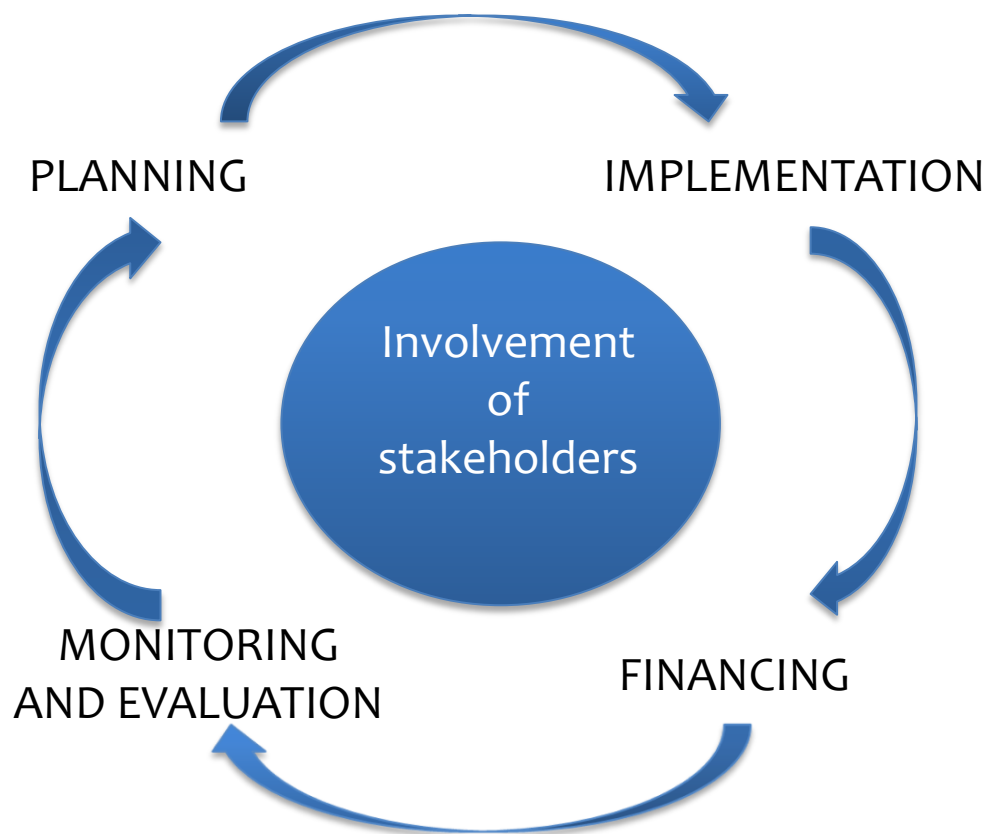 PLANNING
IMPLEMENTATION
Involvement
of
stakeholders
MONITORING
AND EVALUATION
FINANCING